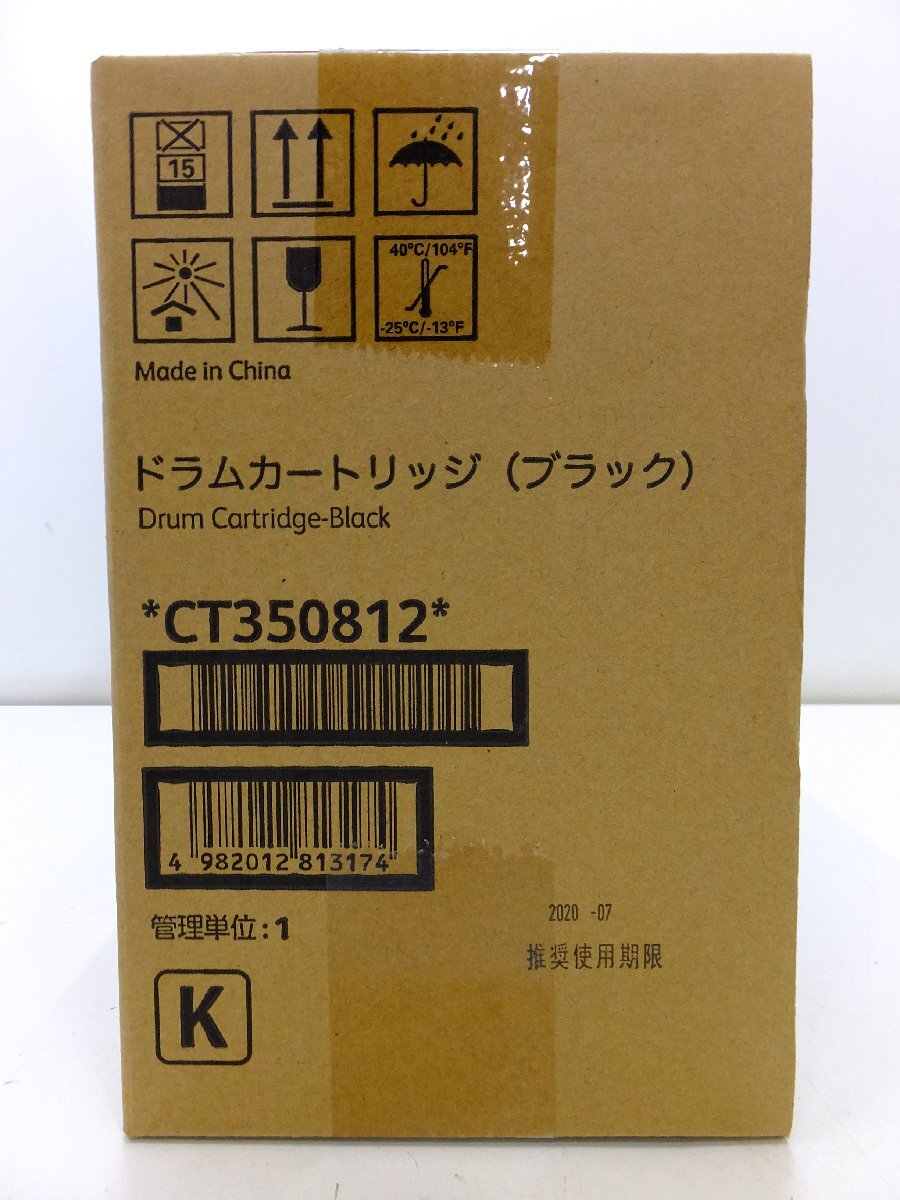 15
40°C/104°F
-25°C/-13°F
Made in China
ドラムカートリッジ（ブラック）
Drum Cartridge-Black
*CT350812*
4 982012 813174
管理単位：1
2020 -07
推奨使用期限
K